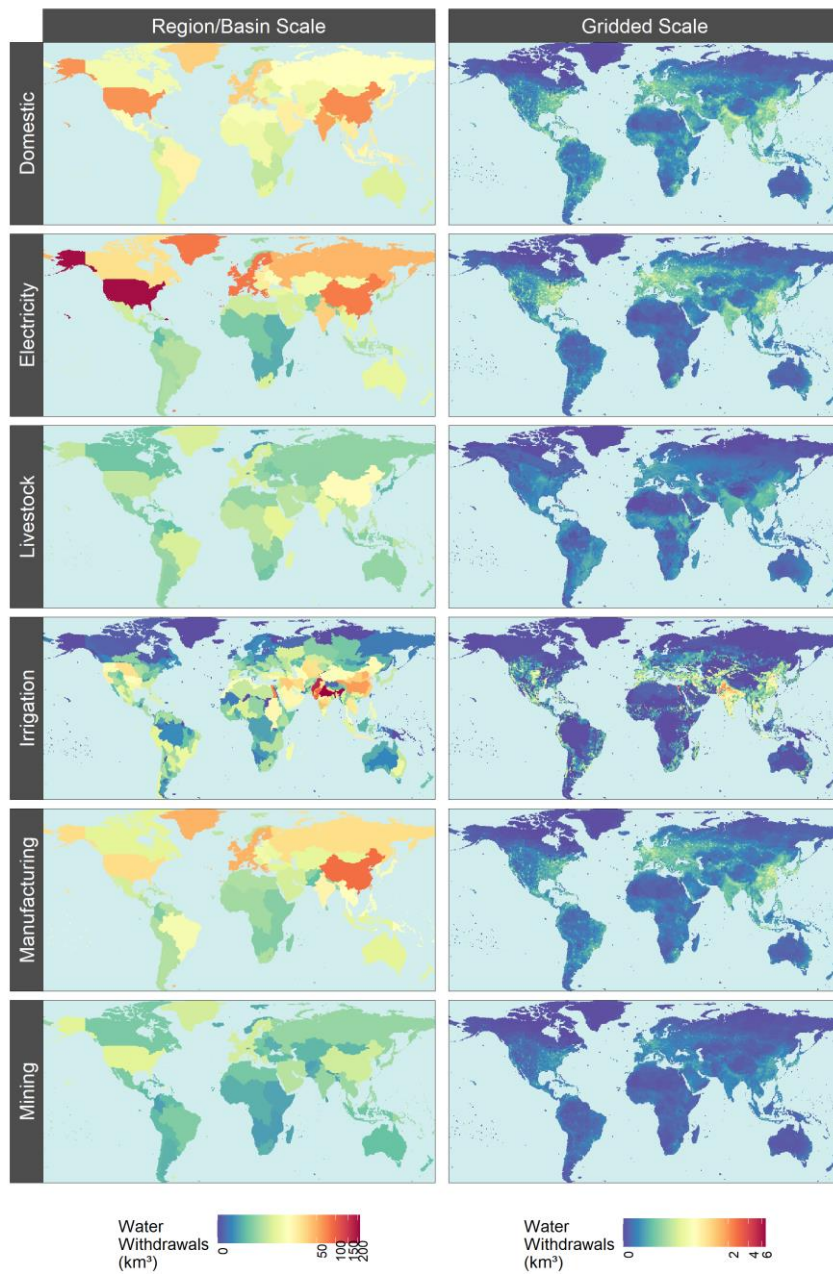 Region/Basin Scale
Gridded Scale
Domestic
Electricity
Livestock
Irrigation
Manufacturing
Mining
Water
Withdrawals
(km³)
0
50
100
150
200
Water
Withdrawals
(km³)
0
2
4
6